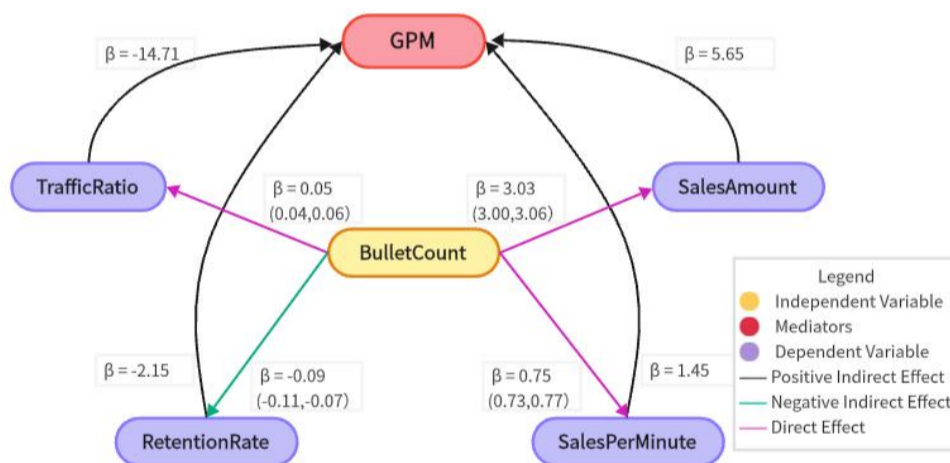 GPM
β = -14.71
β = 5.65
TrafficRatio
β = 0.05
(0.04,0.06)
β = 3.03
(3.00,3.06)
SalesAmount
BulletCount
Legend
Independent Variable
Mediators
Dependent Variable
Positive Indirect Effect
Negative Indirect Effect
Direct Effect
β = -2.15
β = -0.09
(-0.11,-0.07)
β = 0.75
(0.73,0.77)
β = 1.45
RetentionRate
SalesPerMinute